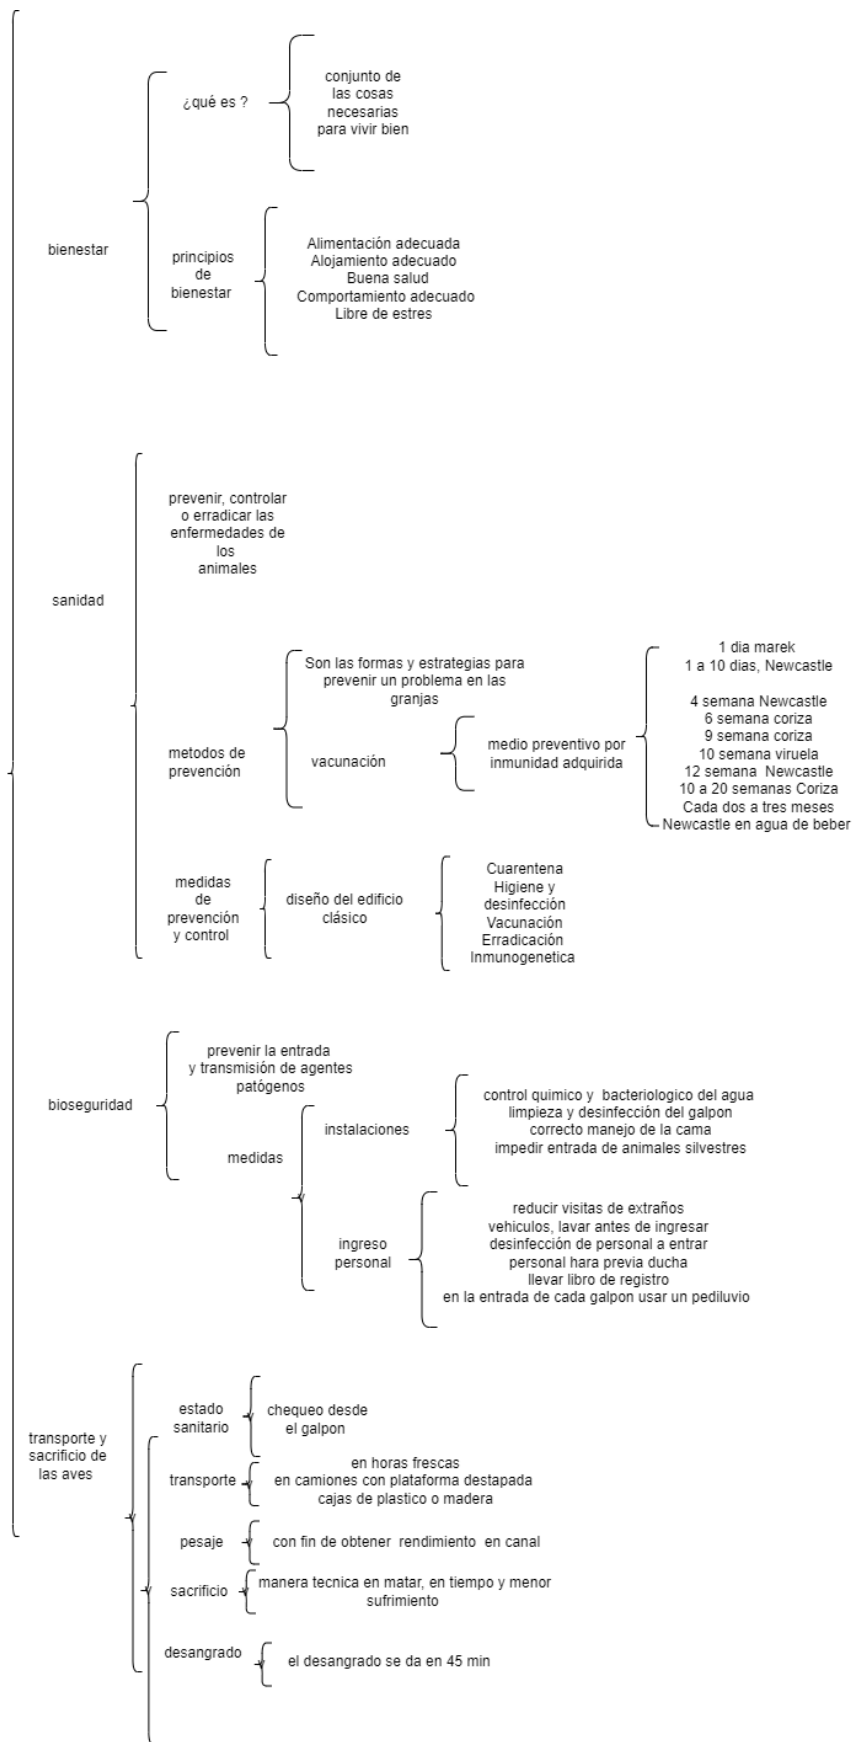 bienestar
¿qué es ?
conjunto de
las cosas
necesarias
para vivir bien
principios
de
bienestar
Alimentación adecuada
Alojamiento adecuado
Buena salud
Comportamiento adecuado
Libre de estres
sanidad
prevenir, controlar
o erradicar las
enfermedades de
los
animales
metodos de
prevención
Son las formas y estrategias para
prevenir un problema en las
granjas
vacunación
medio preventivo por
inmunidad adquirida
1 dia marek
1 a 10 dias, Newcastle
4 semana Newcastle
6 semana coriza
9 semana coriza
10 semana viruela
12 semana Newcastle
10 a 20 semanas Coriza
Cada dos a tres meses
Newcastle en agua de beber
medidas
de
prevención
y control
diseño del edificio
clásico
Cuarentena
Higiene y
desinfección
Vacunación
Erradicación
Inmunogenetica
bioseguridad
prevenir la entrada
y transmisión de agentes
patógenos
medidas
instalaciones
control quimico y bacteriologico del agua
limpieza y desinfección del galpon
correcto manejo de la cama
impedir entrada de animales silvestres
ingreso
personal
reducir visitas de extraños
vehiculos, lavar antes de ingresar
desinfección de personal a entrar
personal hara previa ducha
llevar libro de registro
en la entrada de cada galpon usar un pediluvio
transporte y
sacrificio de
las aves
estado
sanitario
chequeo desde
el galpon
transporte
en horas frescas
en camiones con plataforma destapada
cajas de plastico o madera
pesaje
con fin de obtener rendimiento en canal
sacrificio
manera tecnica en matar, en tiempo y menor
sufrimiento
desangrado
el desangrado se da en 45 min